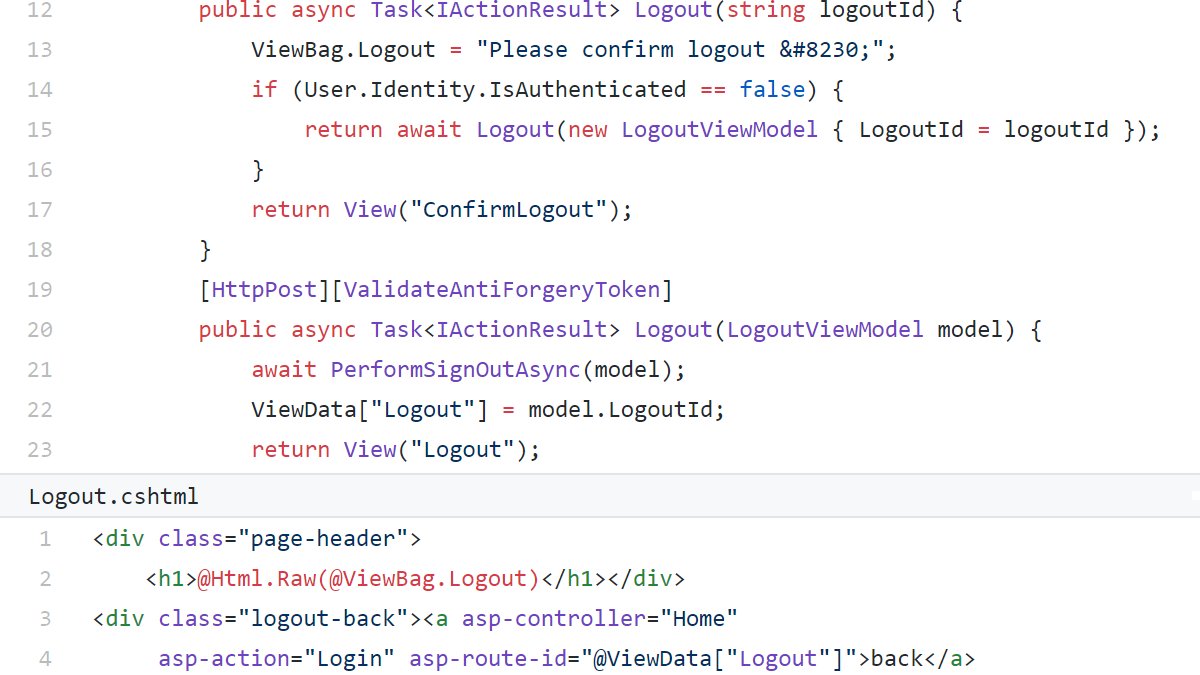 12 public async Task<IActionResult> Logout(string logoutId) {
13 ViewBag.Logout = "Please confirm logout &#8230;";
14 if (User.Identity.IsAuthenticated == false) {
15 return await Logout(new LogoutViewModel { LogoutId = logoutId });
16 }
17 return View("ConfirmLogout");
18 }
19 [HttpPost][ValidateAntiForgeryToken]
20 public async Task<IActionResult> Logout(LogoutViewModel model) {
21 await PerformSignOutAsync(model);
22 ViewData["Logout"] = model.LogoutId;
23 return View("Logout");
Logout.cshtml
1 <div class="page-header">
2 <h1>@Html.Raw(@ViewBag.Logout)</h1></div>
3 <div class="logout-back"><a asp-controller="Home"
4 asp-action="Login" asp-route-id="@ViewData["Logout"]">back</a>